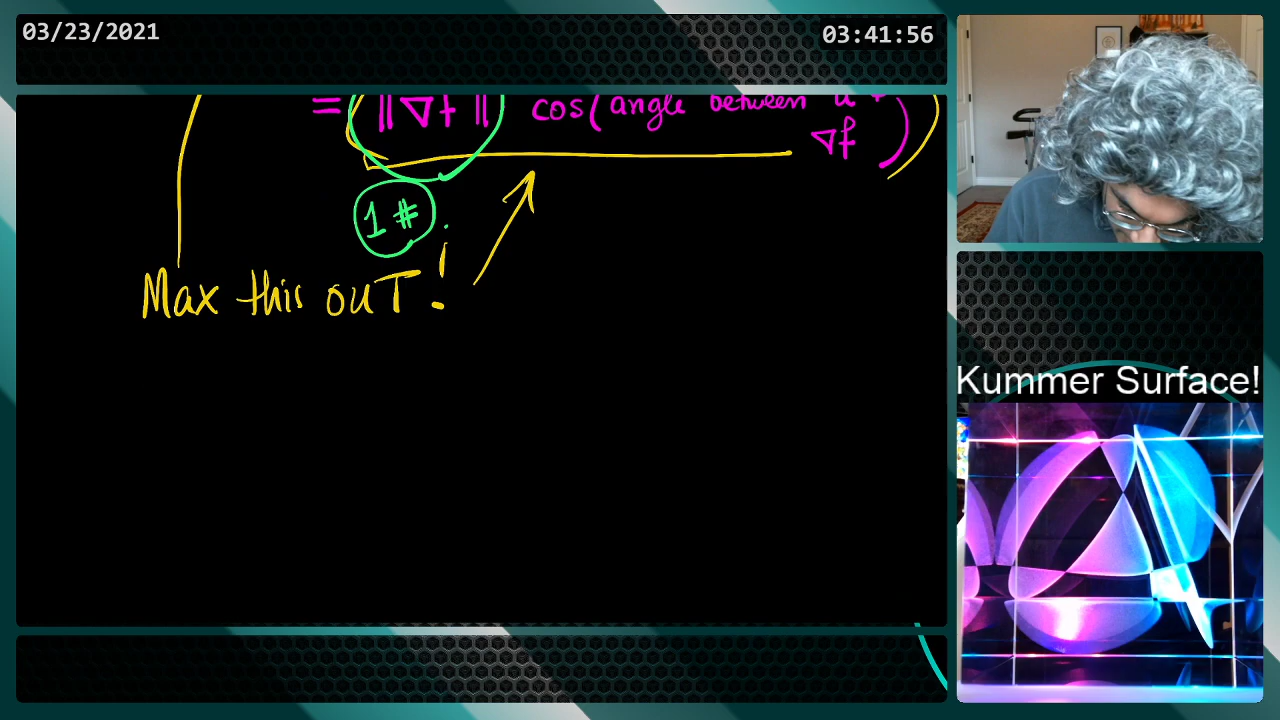 03/23/2021
03:41:56
= ‖∇f‖ cos(angle between u +
∇f)
1 #
Max this ouT!
Kummer Surface!